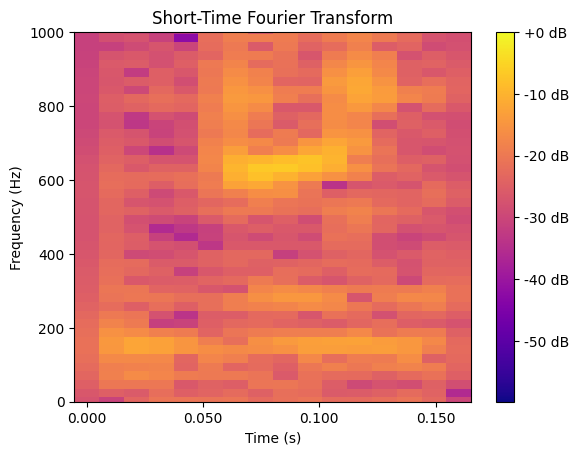 Short-Time Fourier Transform
1000
800
600
400
200
0
Frequency (Hz)
0.000
0.050
0.100
0.150
Time (s)
+0 dB
-10 dB
-20 dB
-30 dB
-40 dB
-50 dB